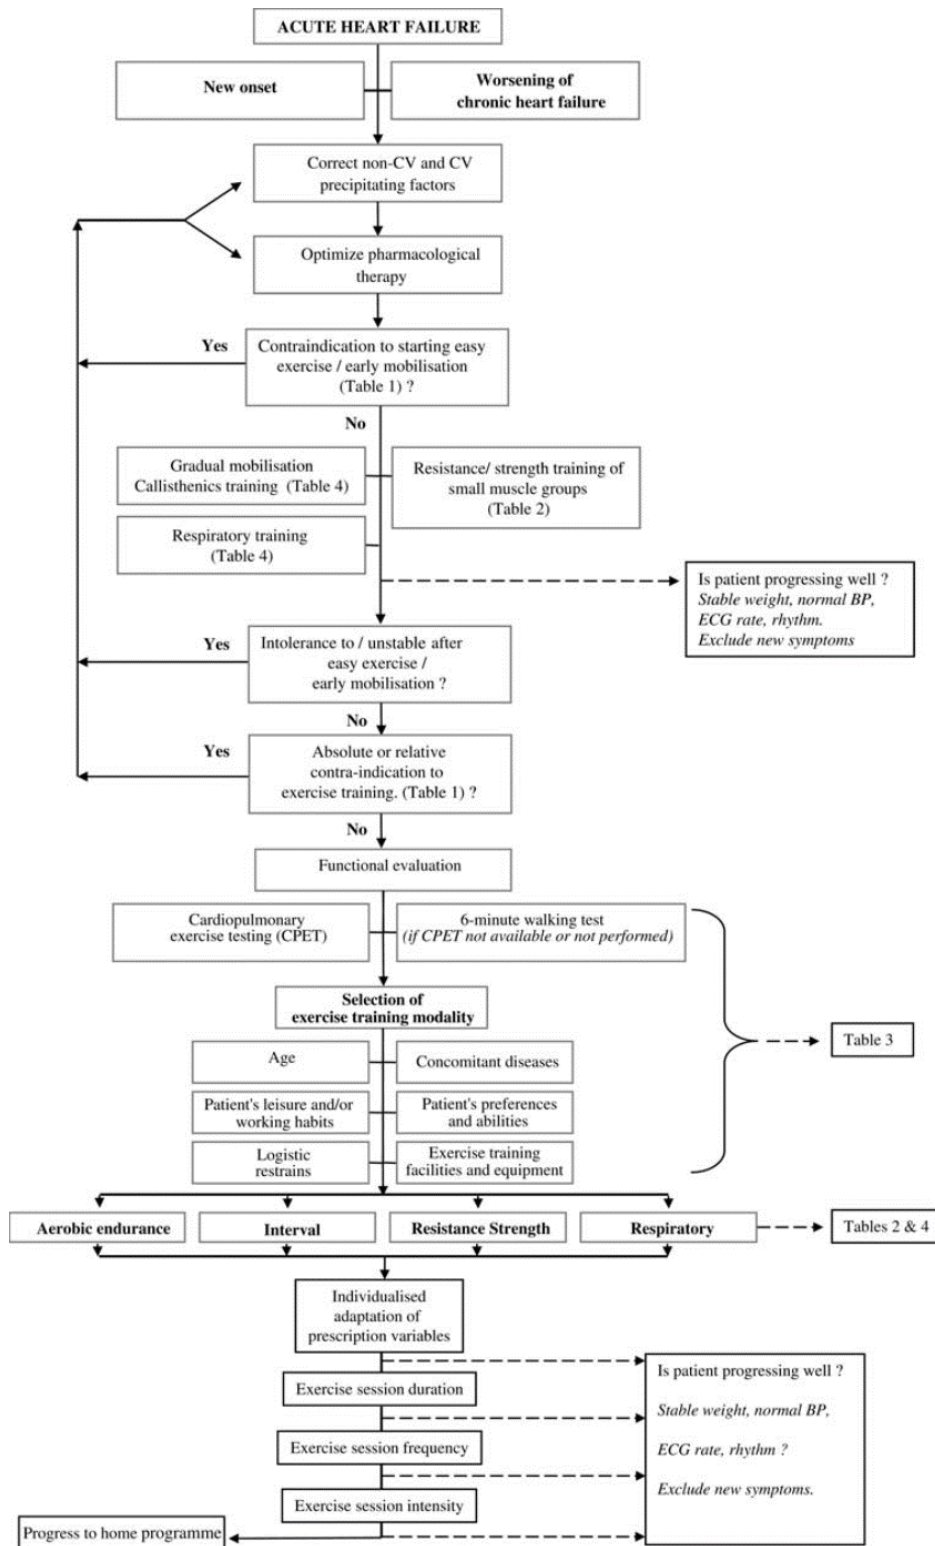 ACUTE HEART FAILURE
New onset
Worsening of
chronic heart failure
Correct non-CV and CV
precipitating factors
Optimize pharmacological
therapy
Yes
Contraindication to starting easy
exercise / early mobilisation
(Table 1) ?
No
Gradual mobilisation
Callisthenics training (Table 4)
Resistance/ strength training of
small muscle groups
(Table 2)
Respiratory training
(Table 4)
Is patient progressing well ?
Stable weight, normal BP,
ECG rate, rhythm.
Exclude new symptoms
Yes
Intolerance to / unstable after
easy exercise /
early mobilisation ?
No
Yes
Absolute or relative
contra-indication to
exercise training. (Table 1) ?
No
Functional evaluation
Cardiopulmonary
exercise testing (CPET)
6-minute walking test
(if CPET not available or not performed)
Selection of
exercise training modality
Table 3
Age
Concomitant diseases
Patient's leisure and/or
working habits
Patient's preferences
and abilities
Logistic
restrains
Exercise training
facilities and equipment
Aerobic endurance
Interval
Resistance Strength
Respiratory
Tables 2 & 4
Individualised
adaptation of
prescription variables
Exercise session duration
Exercise session frequency
Exercise session intensity
Is patient progressing well ?
Stable weight, normal BP,
ECG rate, rhythm ?
Exclude new symptoms.
Progress to home programme